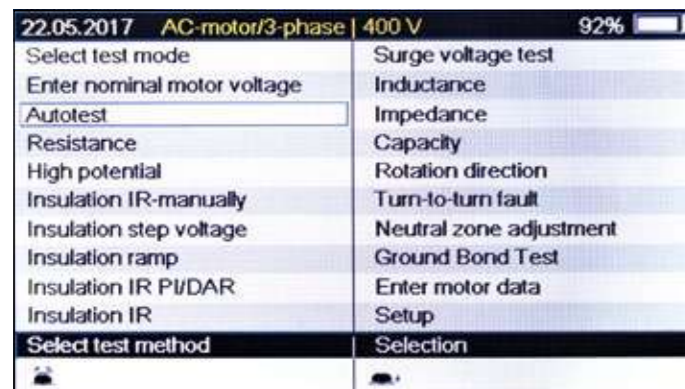 22.05.2017 AC-motor/3-phase | 400 V 92%
Select test mode
Enter nominal motor voltage
Autotest
Resistance
High potential
Insulation IR-manually
Insulation step voltage
Insulation ramp
Insulation IR PI/DAR
Insulation IR
Select test method
Surge voltage test
Inductance
Impedance
Capacity
Rotation direction
Turn-to-turn fault
Neutral zone adjustment
Ground Bond Test
Enter motor data
Setup
Selection